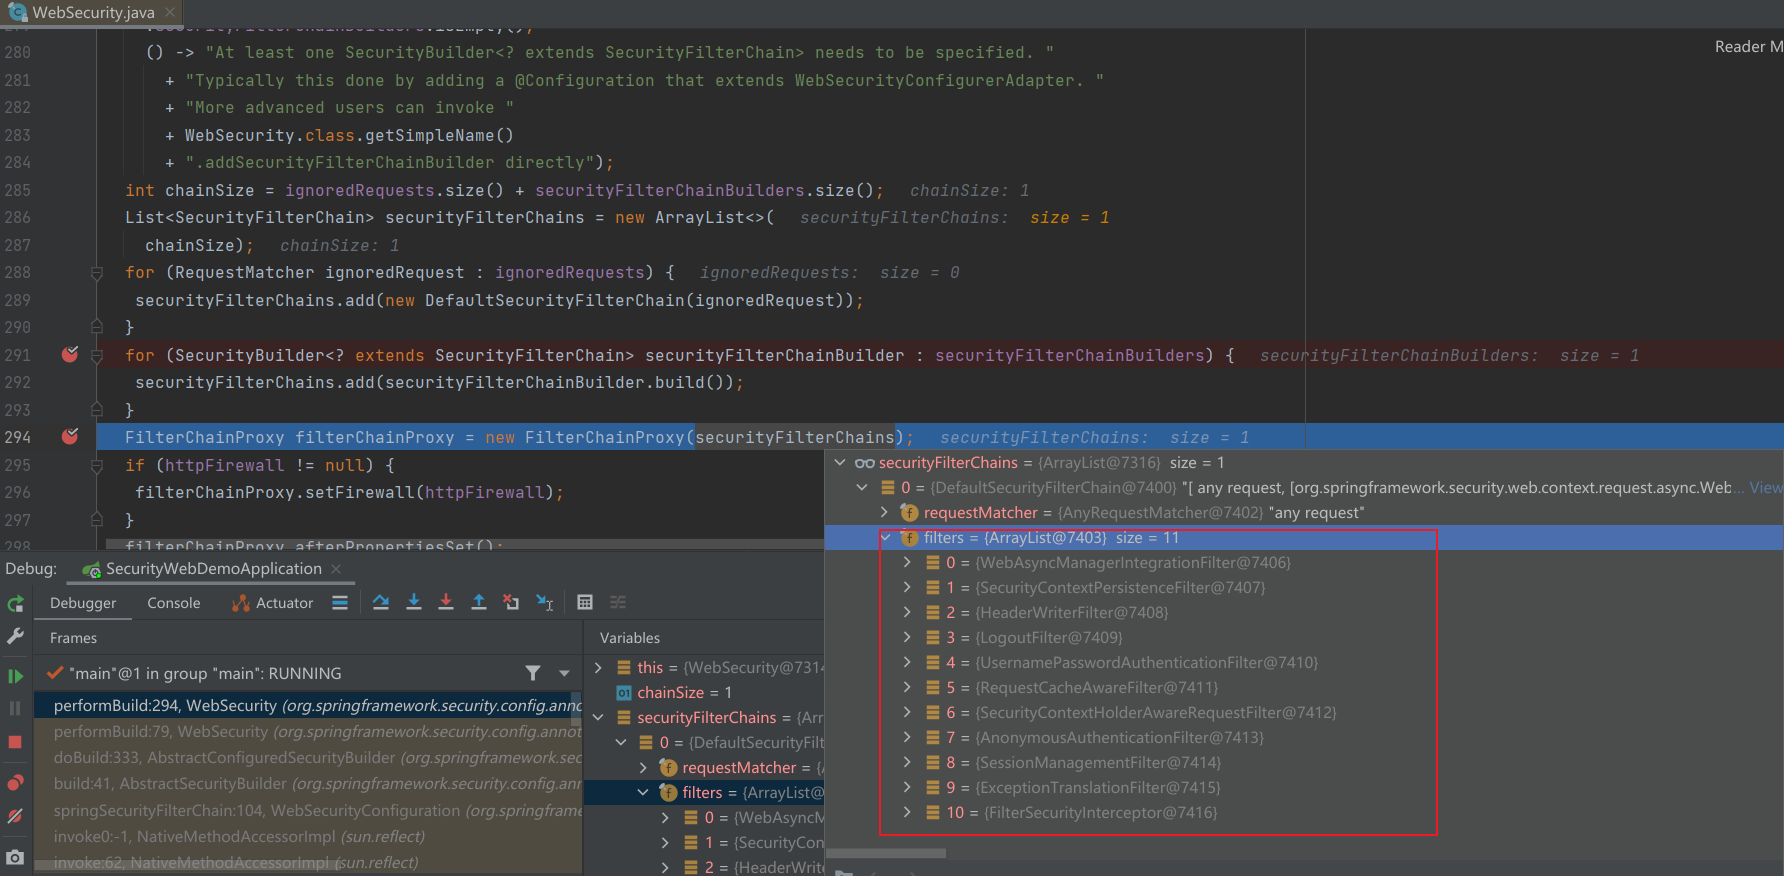 WebSecurity.java
Reader M
280 () -> "At least one SecurityBuilder<? extends SecurityFilterChain> needs to be specified. "
281 + "Typically this done by adding a @Configuration that extends WebSecurityConfigurerAdapter. "
282 + "More advanced users can invoke "
283 + WebSecurity.class.getSimpleName()
284 + ".addSecurityFilterChainBuilder directly");
285 int chainSize = ignoredRequests.size() + securityFilterChainBuilders.size(); chainSize: 1
286 List<SecurityFilterChain> securityFilterChains = new ArrayList<>( securityFilterChains: size = 1
287 chainSize); chainSize: 1
288 for (RequestMatcher ignoredRequest : ignoredRequests) { ignoredRequests: size = 0
289 securityFilterChains.add(new DefaultSecurityFilterChain(ignoredRequest));
290 }
291 for (SecurityBuilder<? extends SecurityFilterChain> securityFilterChainBuilder : securityFilterChainBuilders) { securityFilterChainBuilders: size = 1
292 securityFilterChains.add(securityFilterChainBuilder.build());
293 }
294 FilterChainProxy filterChainProxy = new FilterChainProxy(securityFilterChains); securityFilterChains: size = 1
295 if (httpFirewall != null) {
296 filterChainProxy.setFirewall(httpFirewall);
297 }
298 filterChainProxy.afterPropertiesSet();
securityFilterChains = {ArrayList@7316} size = 1
0 = {DefaultSecurityFilterChain@7400} "[ any request, [org.springframework.security.web.context.request.async.Web... View
requestMatcher = {AnyRequestMatcher@7402} "any request"
filters = {ArrayList@7403} size = 11
0 = {WebAsyncManagerIntegrationFilter@7406}
1 = {SecurityContextPersistenceFilter@7407}
2 = {HeaderWriterFilter@7408}
3 = {LogoutFilter@7409}
4 = {UsernamePasswordAuthenticationFilter@7410}
5 = {RequestCacheAwareFilter@7411}
6 = {SecurityContextHolderAwareRequestFilter@7412}
7 = {AnonymousAuthenticationFilter@7413}
8 = {SessionManagementFilter@7414}
9 = {ExceptionTranslationFilter@7415}
10 = {FilterSecurityInterceptor@7416}
Debug: SecurityWebDemoApplication
Debugger Console Actuator
Frames
"main"@1 in group "main": RUNNING
performBuild:294, WebSecurity (org.springframework.security.config.anno
performBuild:79, WebSecurity (org.springframework.security.config.annot
doBuild:333, AbstractConfiguredSecurityBuilder (org.springframework.sec
build:41, AbstractSecurityBuilder (org.springframework.security.config.ann
springSecurityFilterChain:104, WebSecurityConfiguration (org.springframe
invoke0:-1, NativeMethodAccessorImpl (sun.reflect)
invoke:62, NativeMethodAccessorImpl (sun.reflect)
Variables
this = {WebSecurity@7314
chainSize = 1
securityFilterChains = {Arr
0 = {DefaultSecurityFilt
requestMatcher = {
filters = {ArrayList@
0 = {WebAsyncM
1 = {SecurityCon
2 = {HeaderWrite